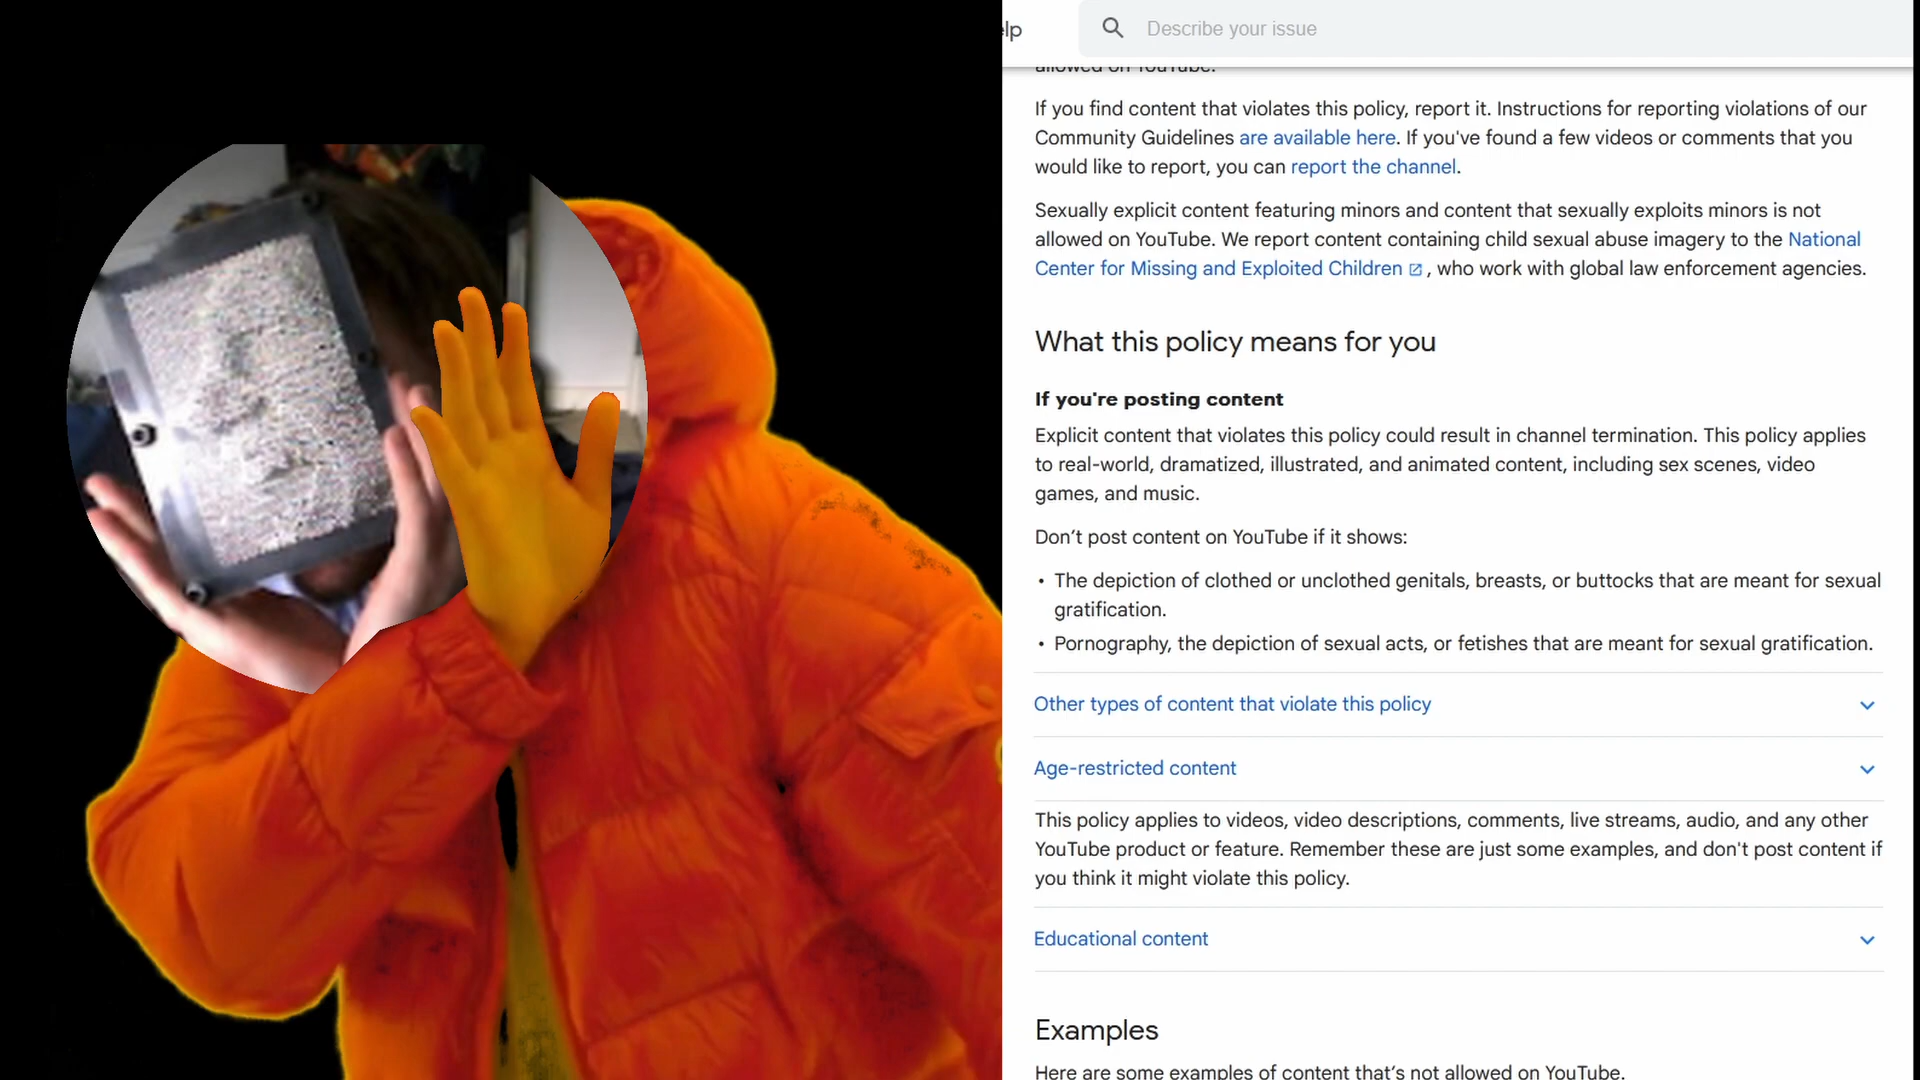 Describe your issue
allowed on YouTube.
If you find content that violates this policy, report it. Instructions for reporting violations of our
Community Guidelines are available here. If you've found a few videos or comments that you
would like to report, you can report the channel.
Sexually explicit content featuring minors and content that sexually exploits minors is not
allowed on YouTube. We report content containing child sexual abuse imagery to the National
Center for Missing and Exploited Children , who work with global law enforcement agencies.
What this policy means for you
If you're posting content
Explicit content that violates this policy could result in channel termination. This policy applies
to real-world, dramatized, illustrated, and animated content, including sex scenes, video
games, and music.
Don’t post content on YouTube if it shows:
• The depiction of clothed or unclothed genitals, breasts, or buttocks that are meant for sexual
gratification.
• Pornography, the depiction of sexual acts, or fetishes that are meant for sexual gratification.
Other types of content that violate this policy
Age-restricted content
This policy applies to videos, video descriptions, comments, live streams, audio, and any other
YouTube product or feature. Remember these are just some examples, and don't post content if
you think it might violate this policy.
Educational content
Examples
Here are some examples of content that’s not allowed on YouTube.